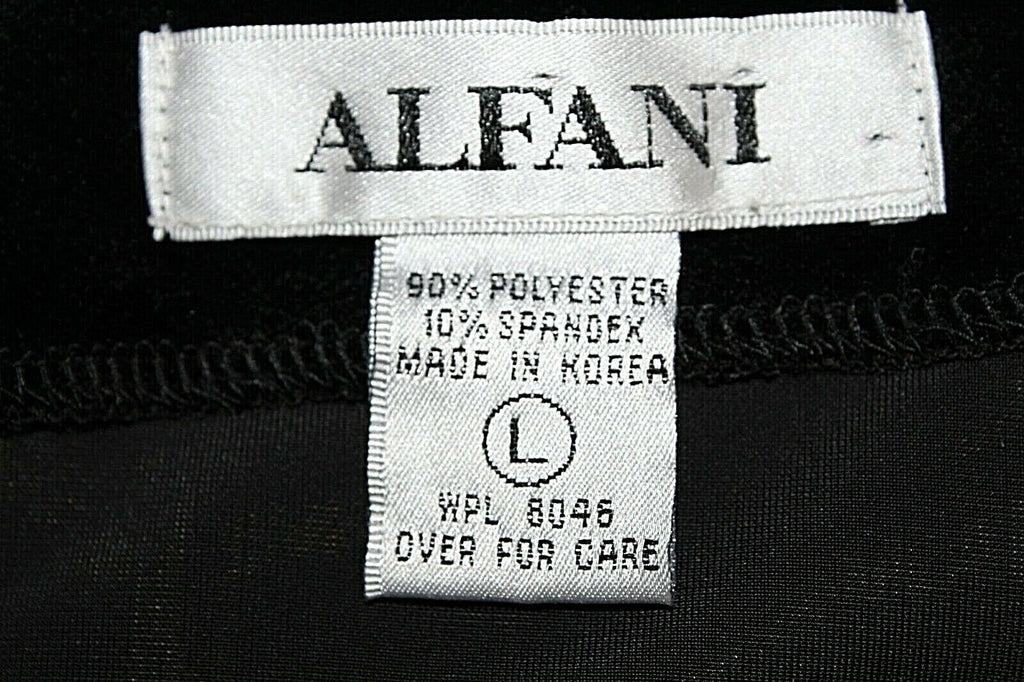 ALFANI
90% POLYESTER
10% SPANDEX
MADE IN KOREA
L
WPL 8046
OVER FOR CARE